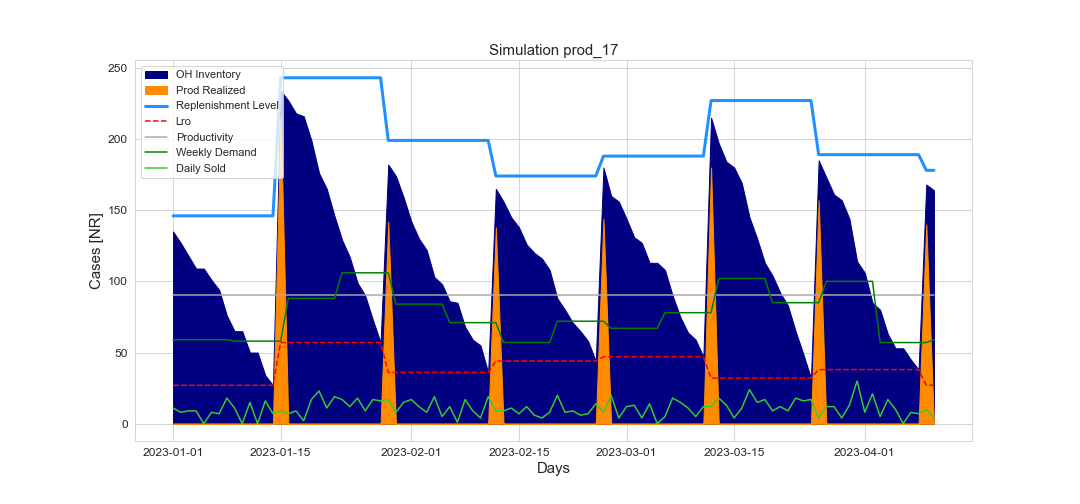 Simulation prod_17
250
200
150
100
50
0
Cases [NR]
OH Inventory
Prod Realized
Replenishment Level
Lro
Productivity
Weekly Demand
Daily Sold
2023-01-01 2023-01-15 2023-02-01 2023-02-15 2023-03-01 2023-03-15 2023-04-01
Days